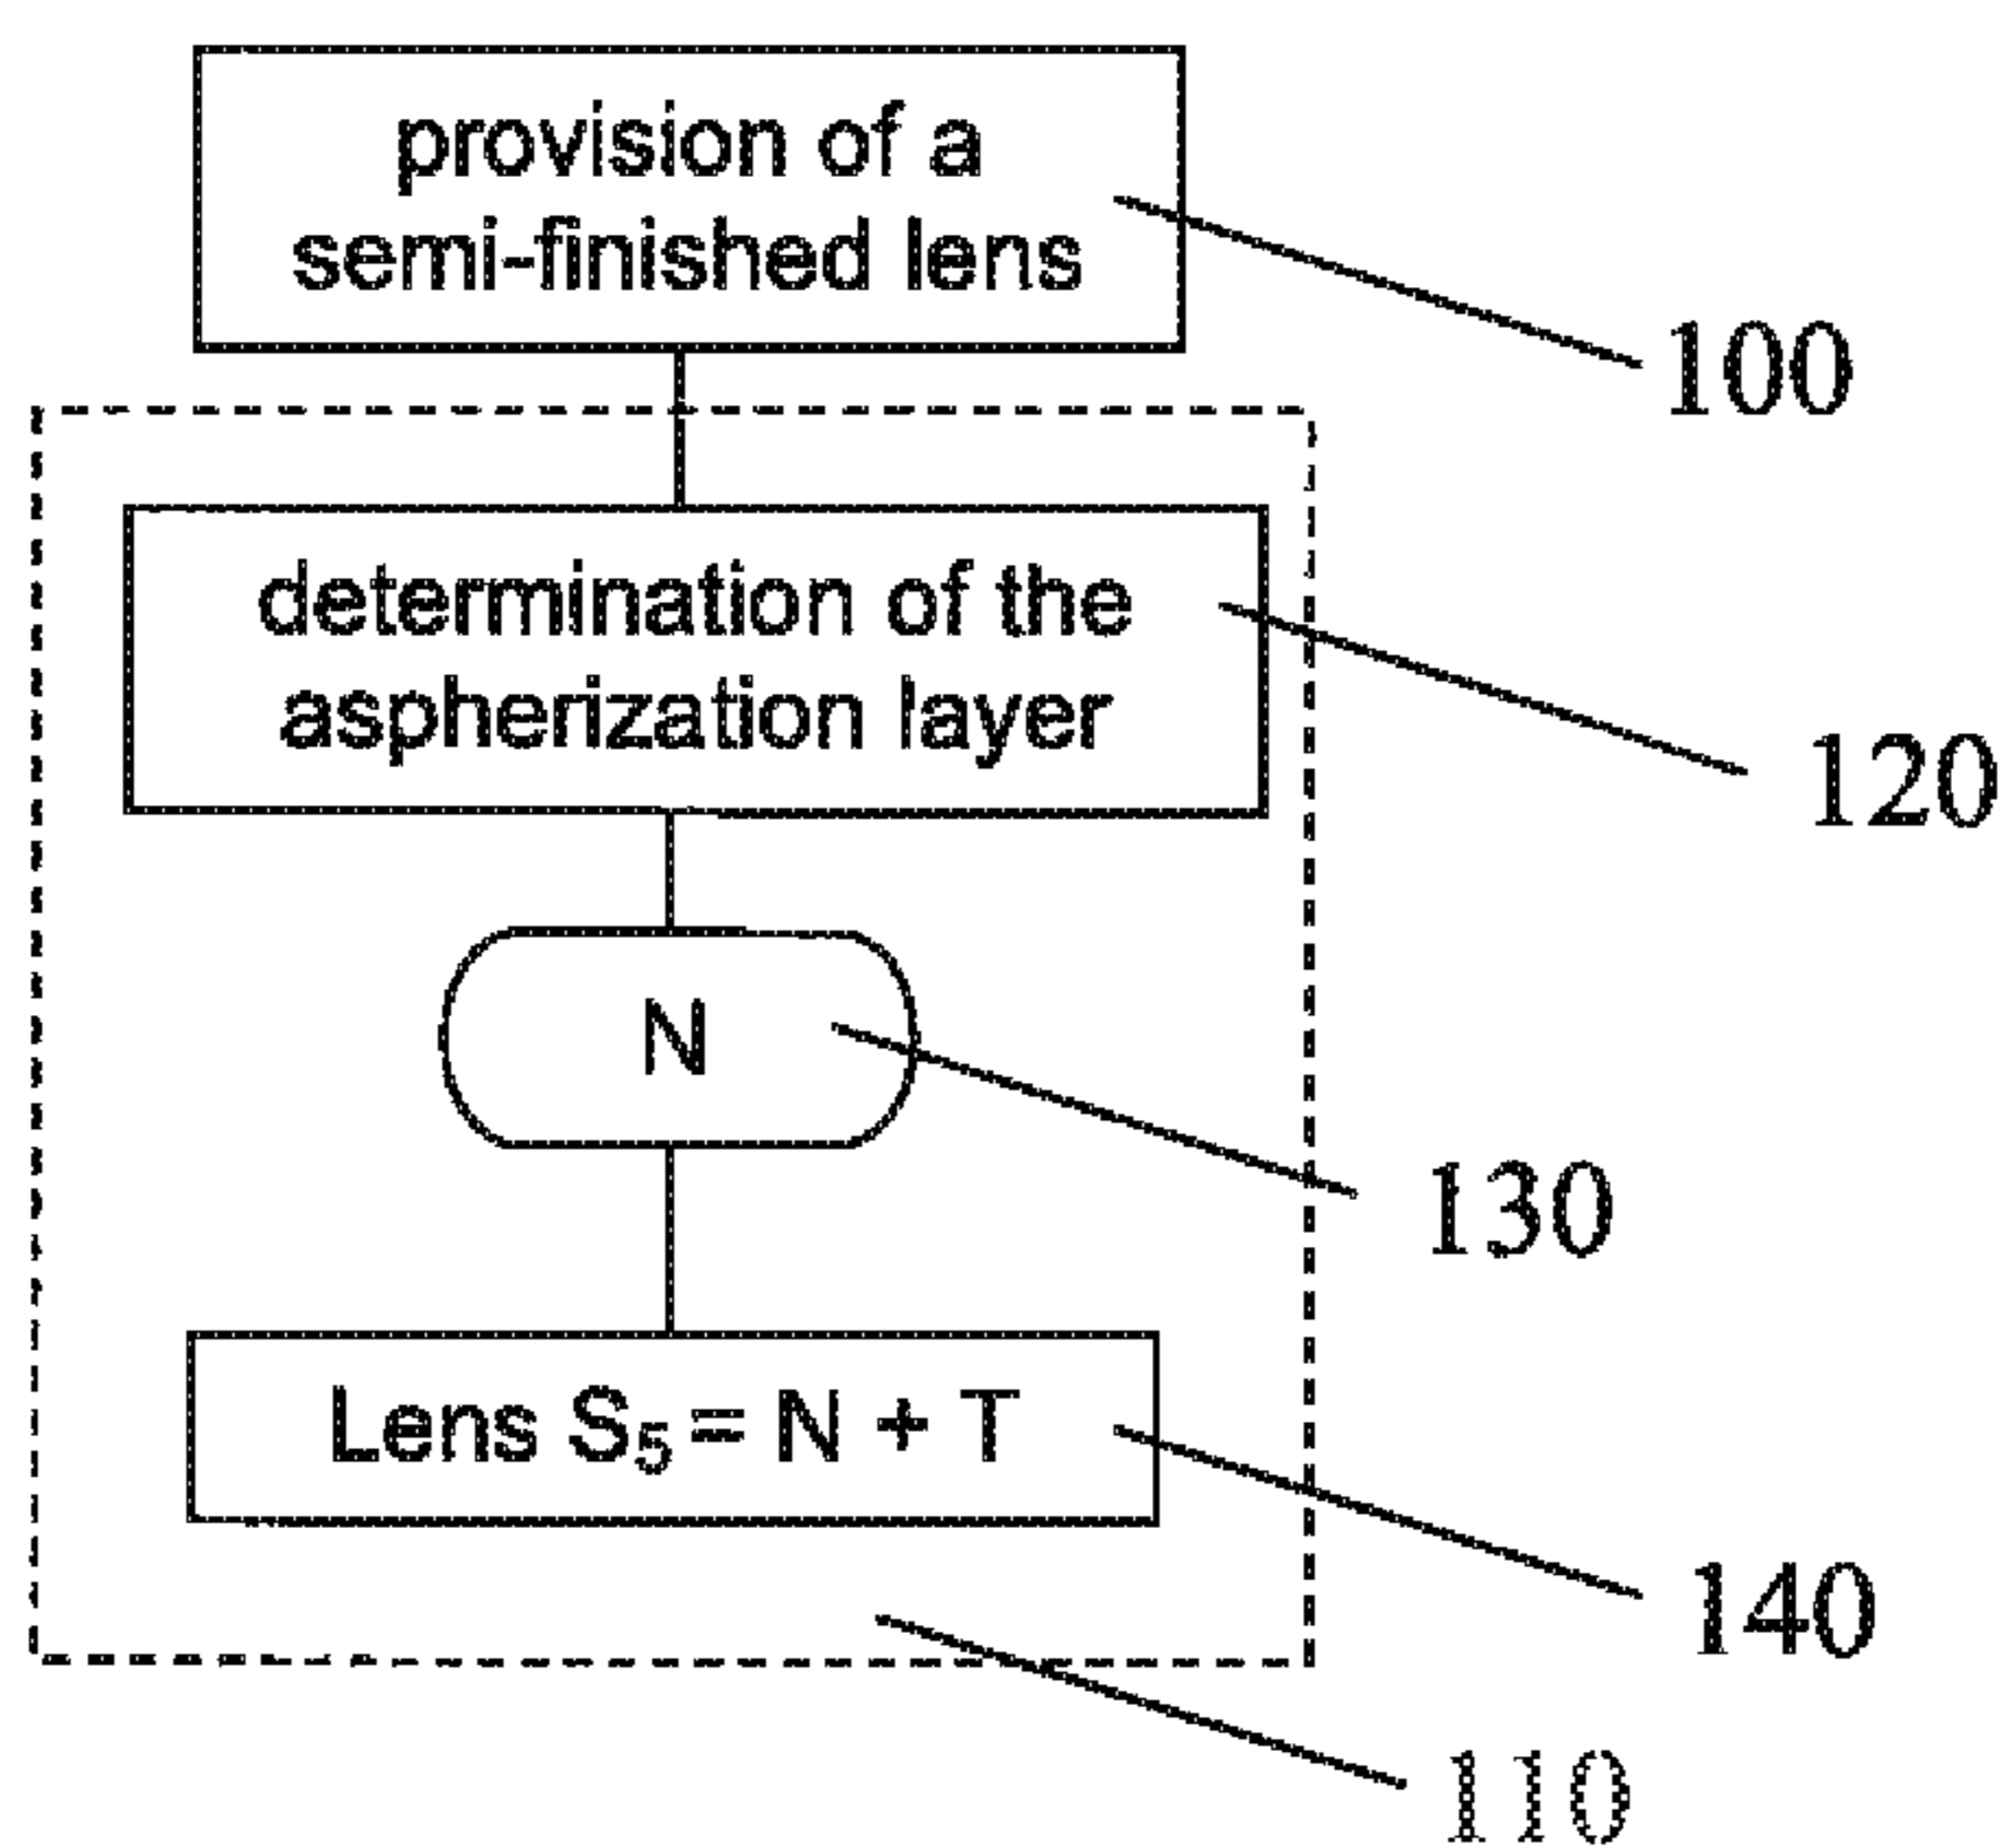 provision of a
semi-finished lens
100
determination of the
aspherization layer
120
N
130
Lens S₅ = N + T
140
110